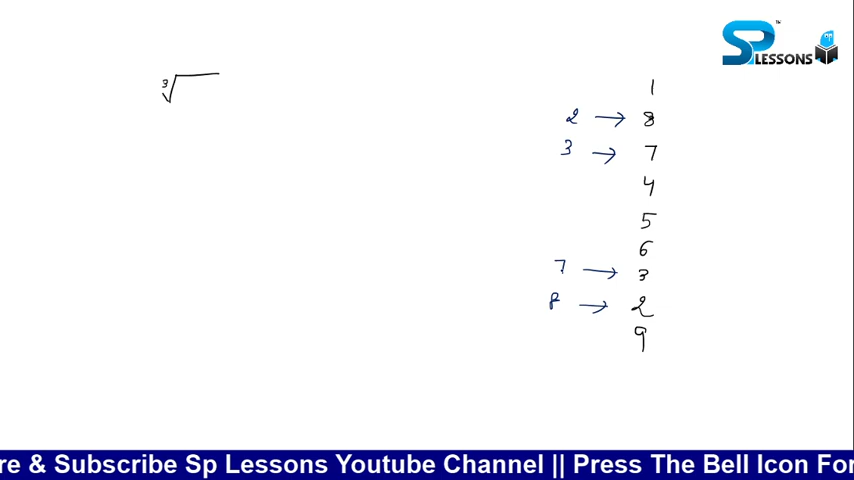 SP LESSONS
3√
1
2 → 8
3 → 7
4
5
6
7 → 3
8 → 2
9
re & Subscribe Sp Lessons Youtube Channel || Press The Bell Icon For